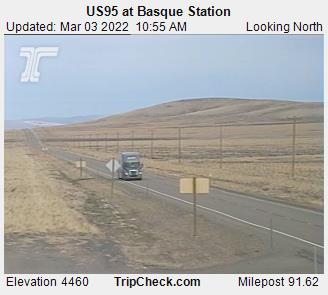 US95 at Basque Station
Updated: Mar 03 2022 10:55 AM Looking North
Elevation 4460 TripCheck.com Milepost 91.62